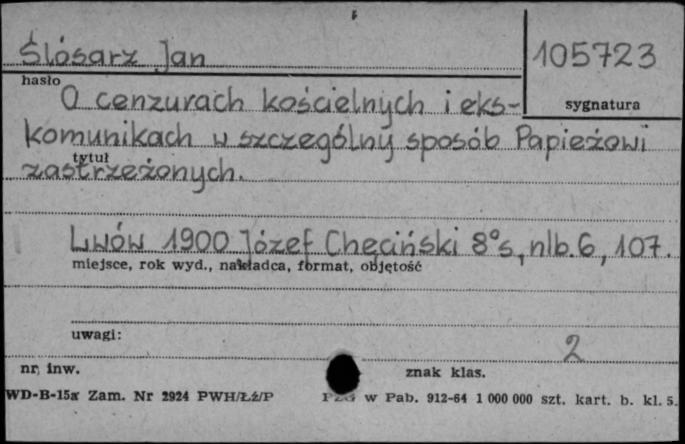 Ślósarz Jan
105723
hasło
sygnatura
O cenzurach kościelnych i eks-
komunikach w szczególny sposób Papieżowi
tytuł
zastrzeżonych.
Lwów 1900 Józef Chęciński 8° s, nlb. 6, 107.
miejsce, rok wyd., nakładca, format, objętość
uwagi:
2
nr. inw.
znak klas.
WD-B-15a Zam. Nr 2924 PWH/Łż/P
PZG w Pab. 912-64 1 000 000 szt. kart. b. kl. 5.